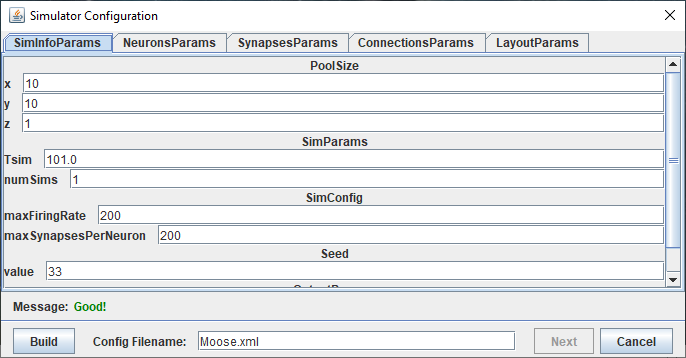 Simulator Configuration
SimInfoParams NeuronsParams SynapsesParams ConnectionsParams LayoutParams
PoolSize
x 10
y 10
z 1
SimParams
Tsim 101.0
numSims 1
SimConfig
maxFiringRate 200
maxSynapsesPerNeuron 200
Seed
value 33
Message: Good!
Build Config Filename: Moose.xml Next Cancel